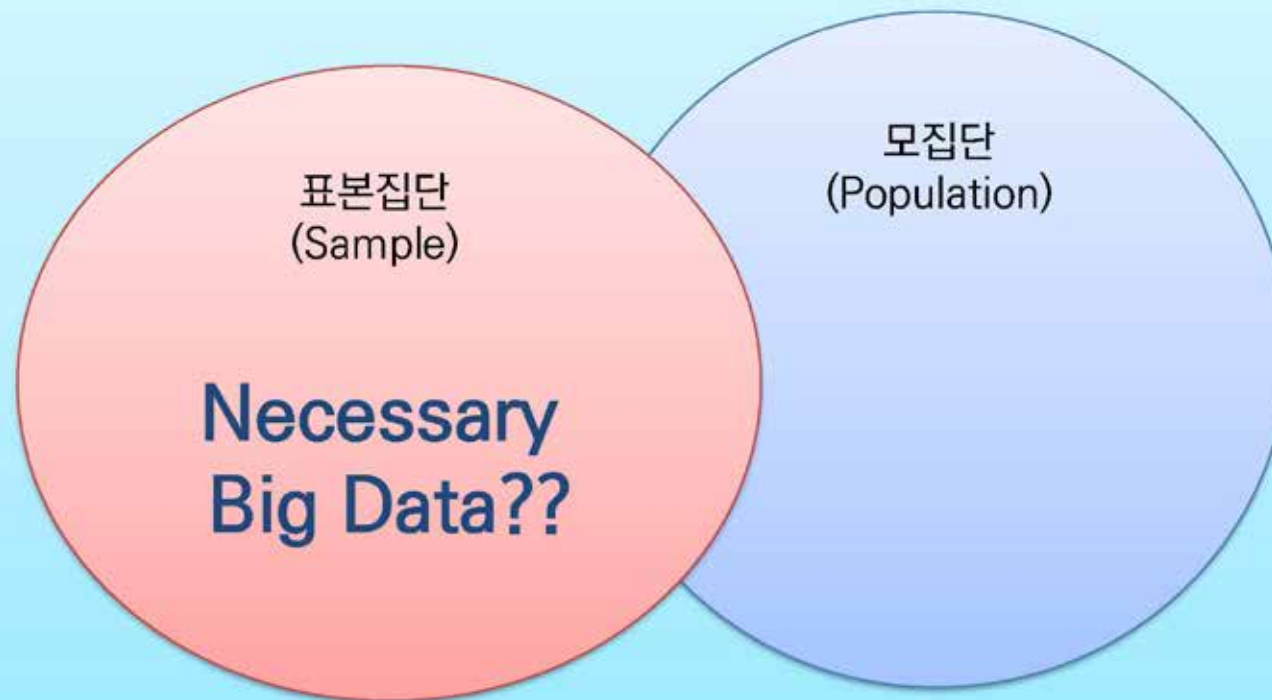 표본집단
(Sample)
Necessary
Big Data??
모집단
(Population)